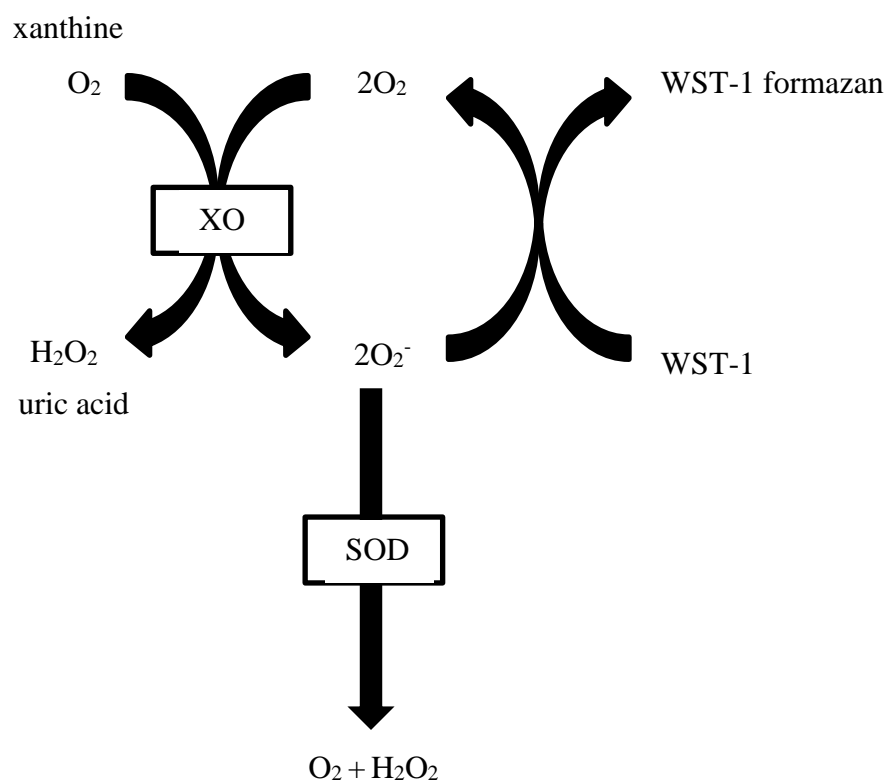 xanthine
O₂
2O₂
WST-1 formazan
XO
H₂O₂
2O₂⁻
WST-1
uric acid
SOD
O₂ + H₂O₂